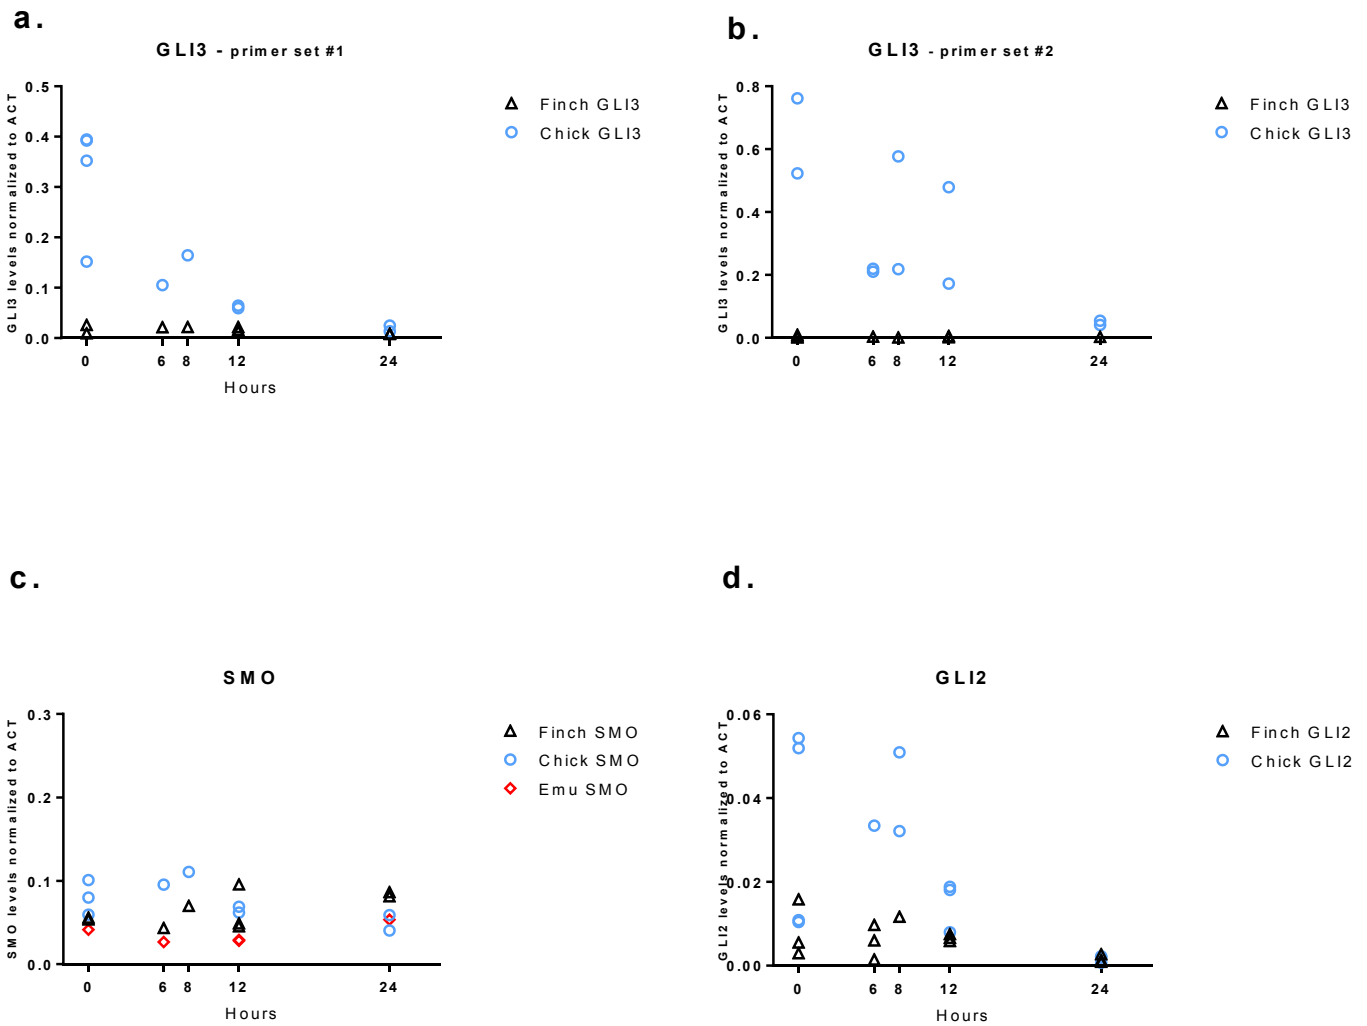 a.
GLI3 - primer set #1
GLI3 levels normalized to ACT
0.5
0.4
0.3
0.2
0.1
0.0
0 6 8 12 24
Hours
Finch GLI3
Chick GLI3
b.
GLI3 - primer set #2
GLI3 levels normalized to ACT
0.8
0.6
0.4
0.2
0.0
0 6 8 12 24
Finch GLI3
Chick GLI3
c.
SMO
SMO levels normalized to ACT
0.3
0.2
0.1
0.0
0 6 8 12 24
Hours
Finch SMO
Chick SMO
Emu SMO
d.
GLI2
GLI2 levels normalized to ACT
0.06
0.04
0.02
0.00
0 6 8 12 24
Hours
Finch GLI2
Chick GLI2